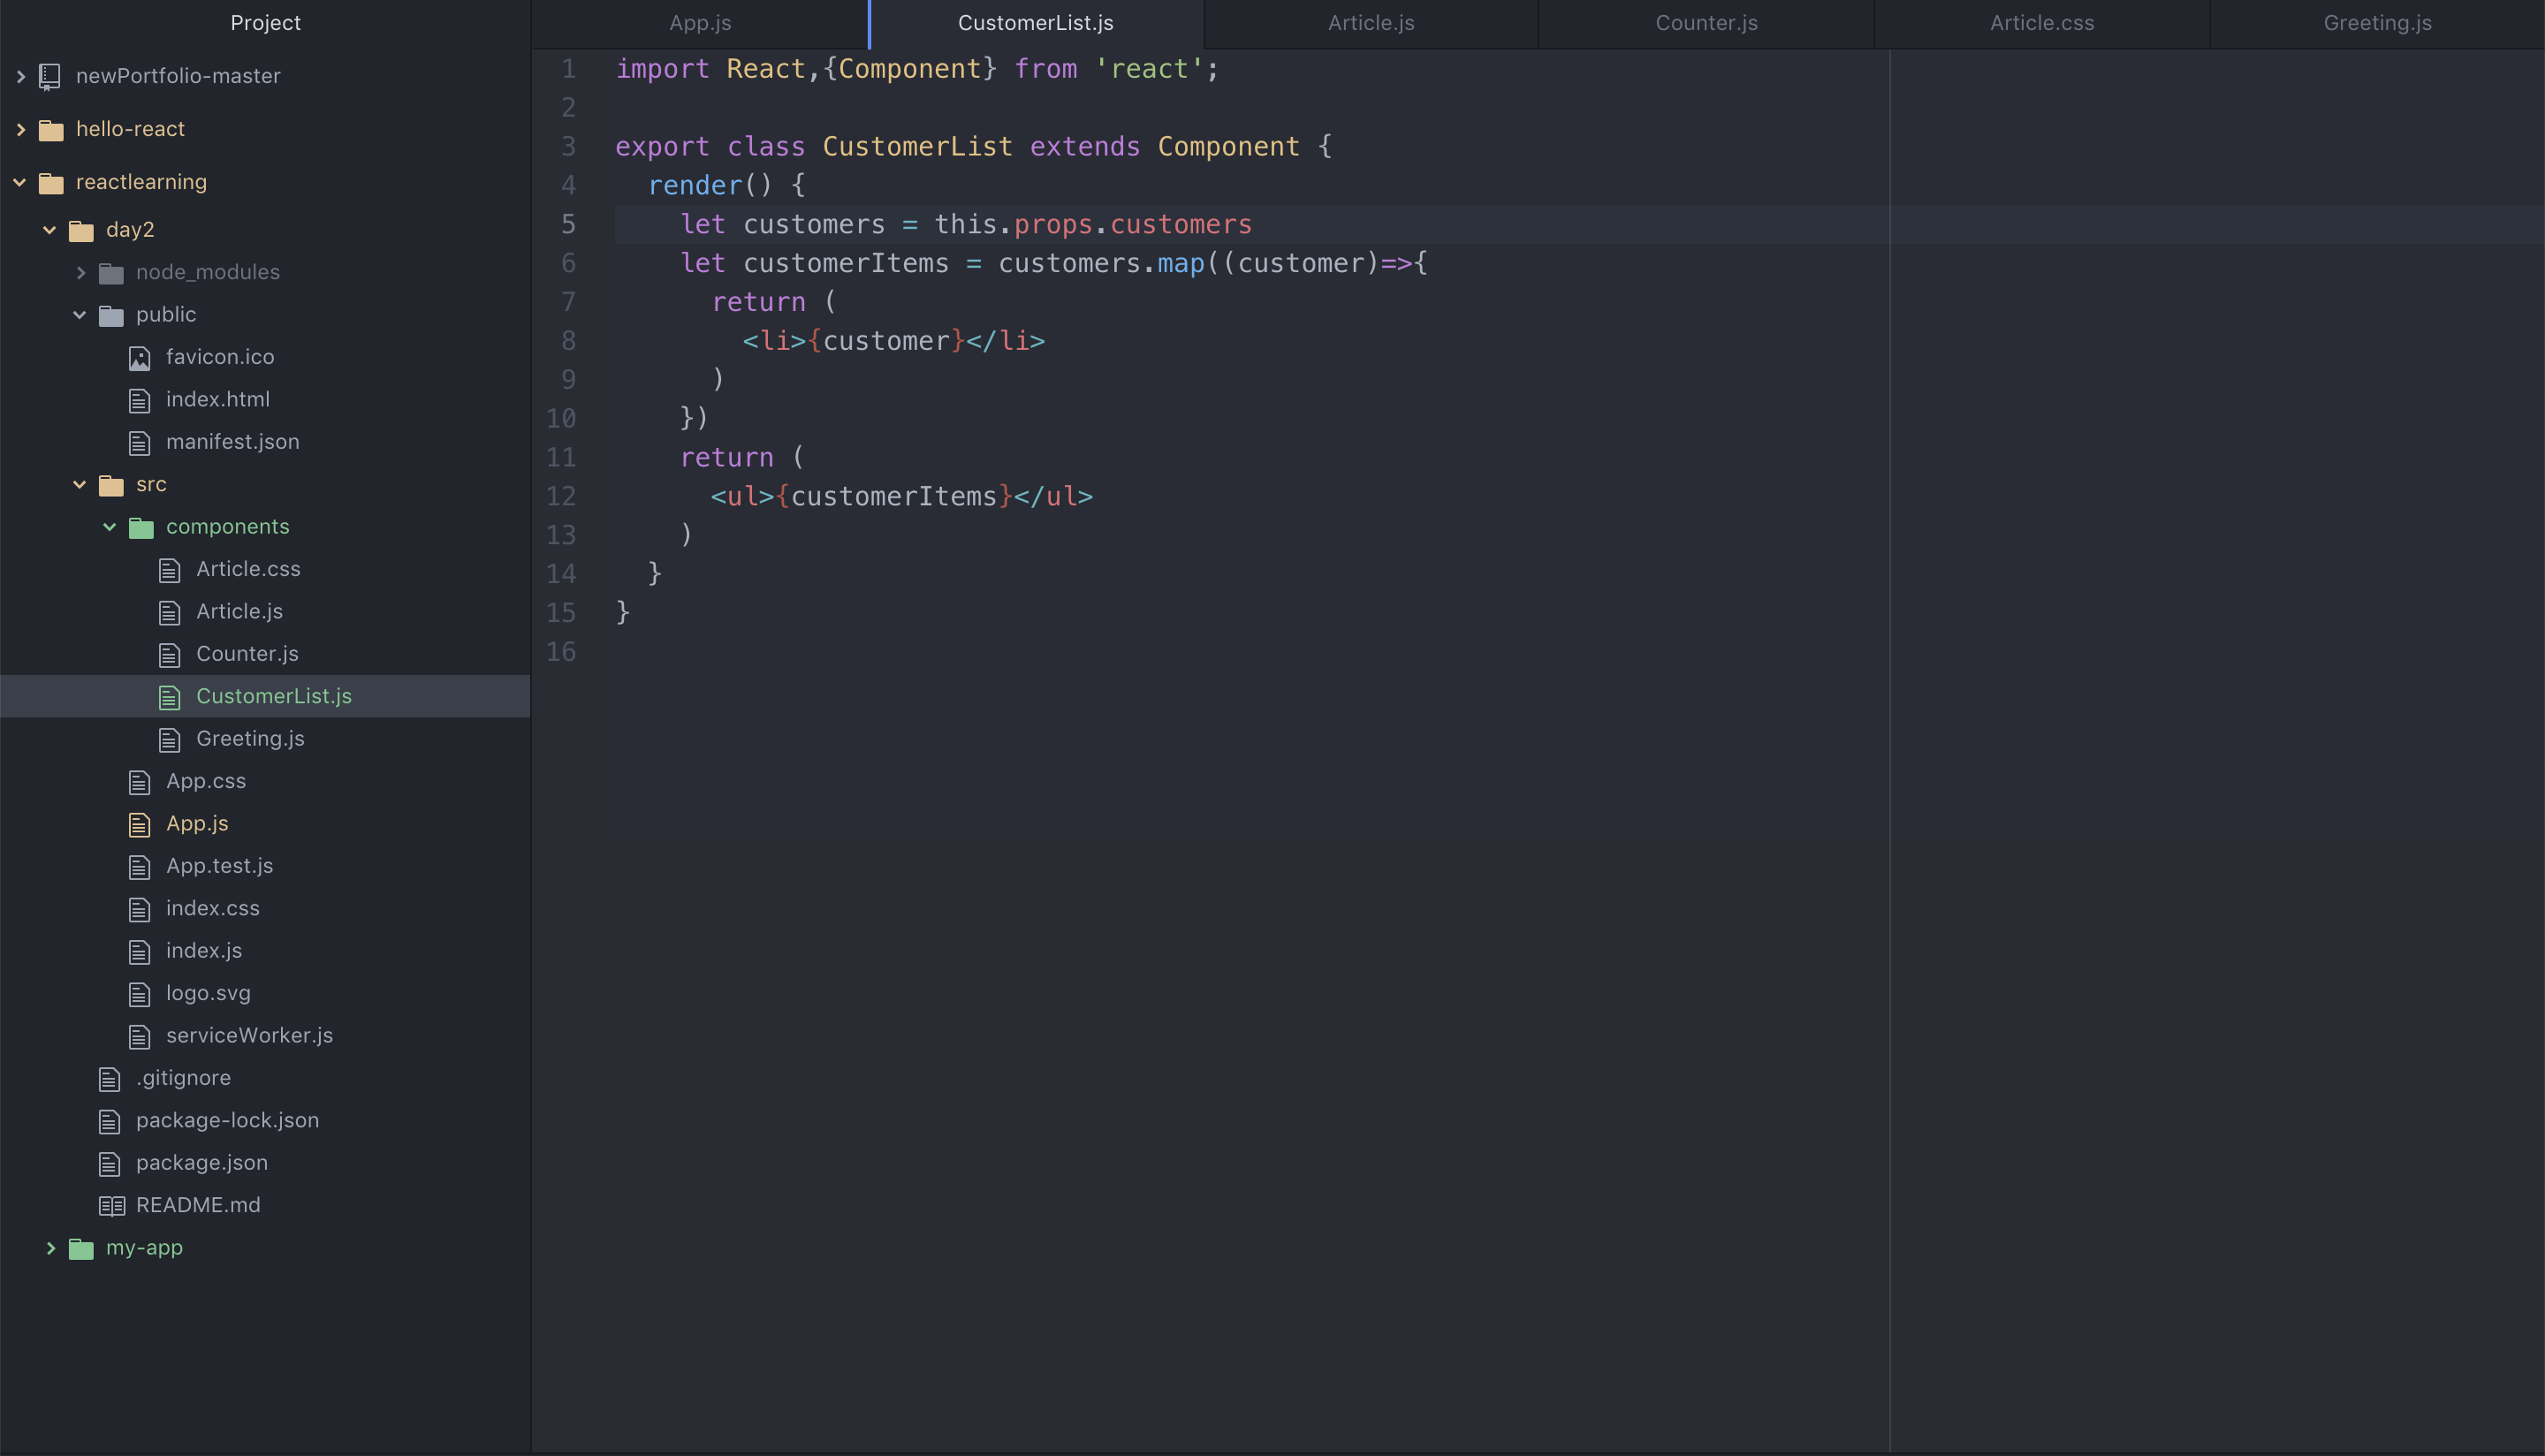 Project
newPortfolio-master
hello-react
reactlearning
day2
node_modules
public
favicon.ico
index.html
manifest.json
src
components
Article.css
Article.js
Counter.js
CustomerList.js
Greeting.js
App.css
App.js
App.test.js
index.css
index.js
logo.svg
serviceWorker.js
.gitignore
package-lock.json
package.json
README.md
my-app
App.js
CustomerList.js
Article.js
Counter.js
Article.css
Greeting.js
1 import React,{Component} from 'react';
2
3 export class CustomerList extends Component {
4   render() {
5     let customers = this.props.customers
6     let customerItems = customers.map((customer)=>{
7       return (
8         <li>{customer}</li>
9       )
10     })
11     return (
12       <ul>{customerItems}</ul>
13     )
14   }
15 }
16